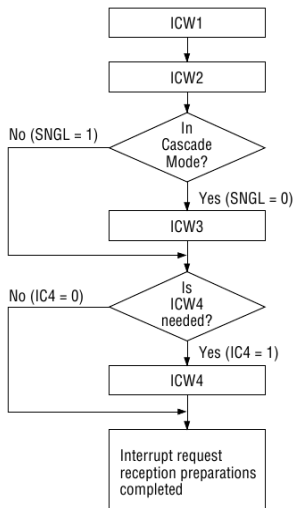 ICW1
ICW2
In
Cascade
Mode?
No (SNGL = 1)
Yes (SNGL = 0)
ICW3
Is
ICW4
needed?
No (IC4 = 0)
Yes (IC4 = 1)
ICW4
Interrupt request
reception preparations
completed